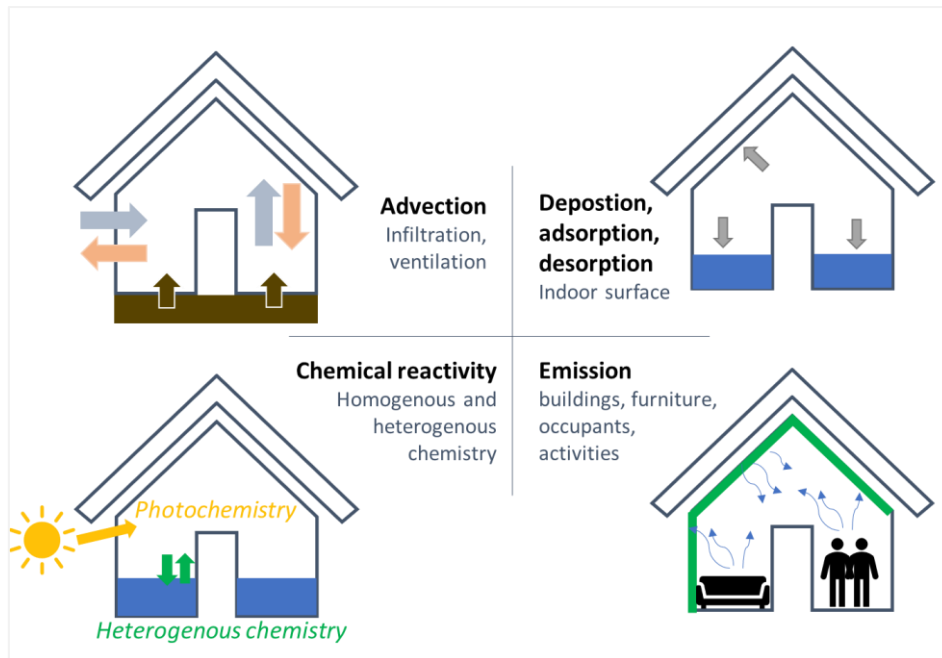 Advection
Infiltration,
ventilation
Depostion,
adsorption,
desorption
Indoor surface
Chemical reactivity
Homogenous and
heterogenous
chemistry
Emission
buildings, furniture,
occupants,
activities
Photochemistry
Heterogenous chemistry